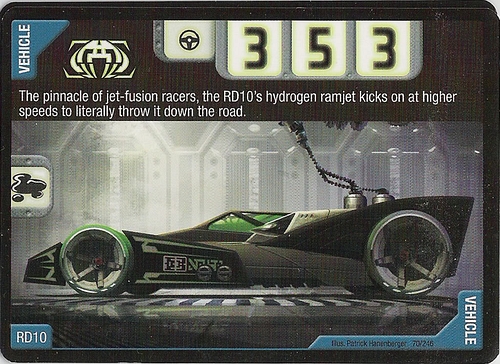 VEHICLE
3 5 3
The pinnacle of jet-fusion racers, the RD10's hydrogen ramjet kicks on at higher
speeds to literally throw it down the road.
RD10
Illus. Patrick Hanenberger 70/246
VEHICLE